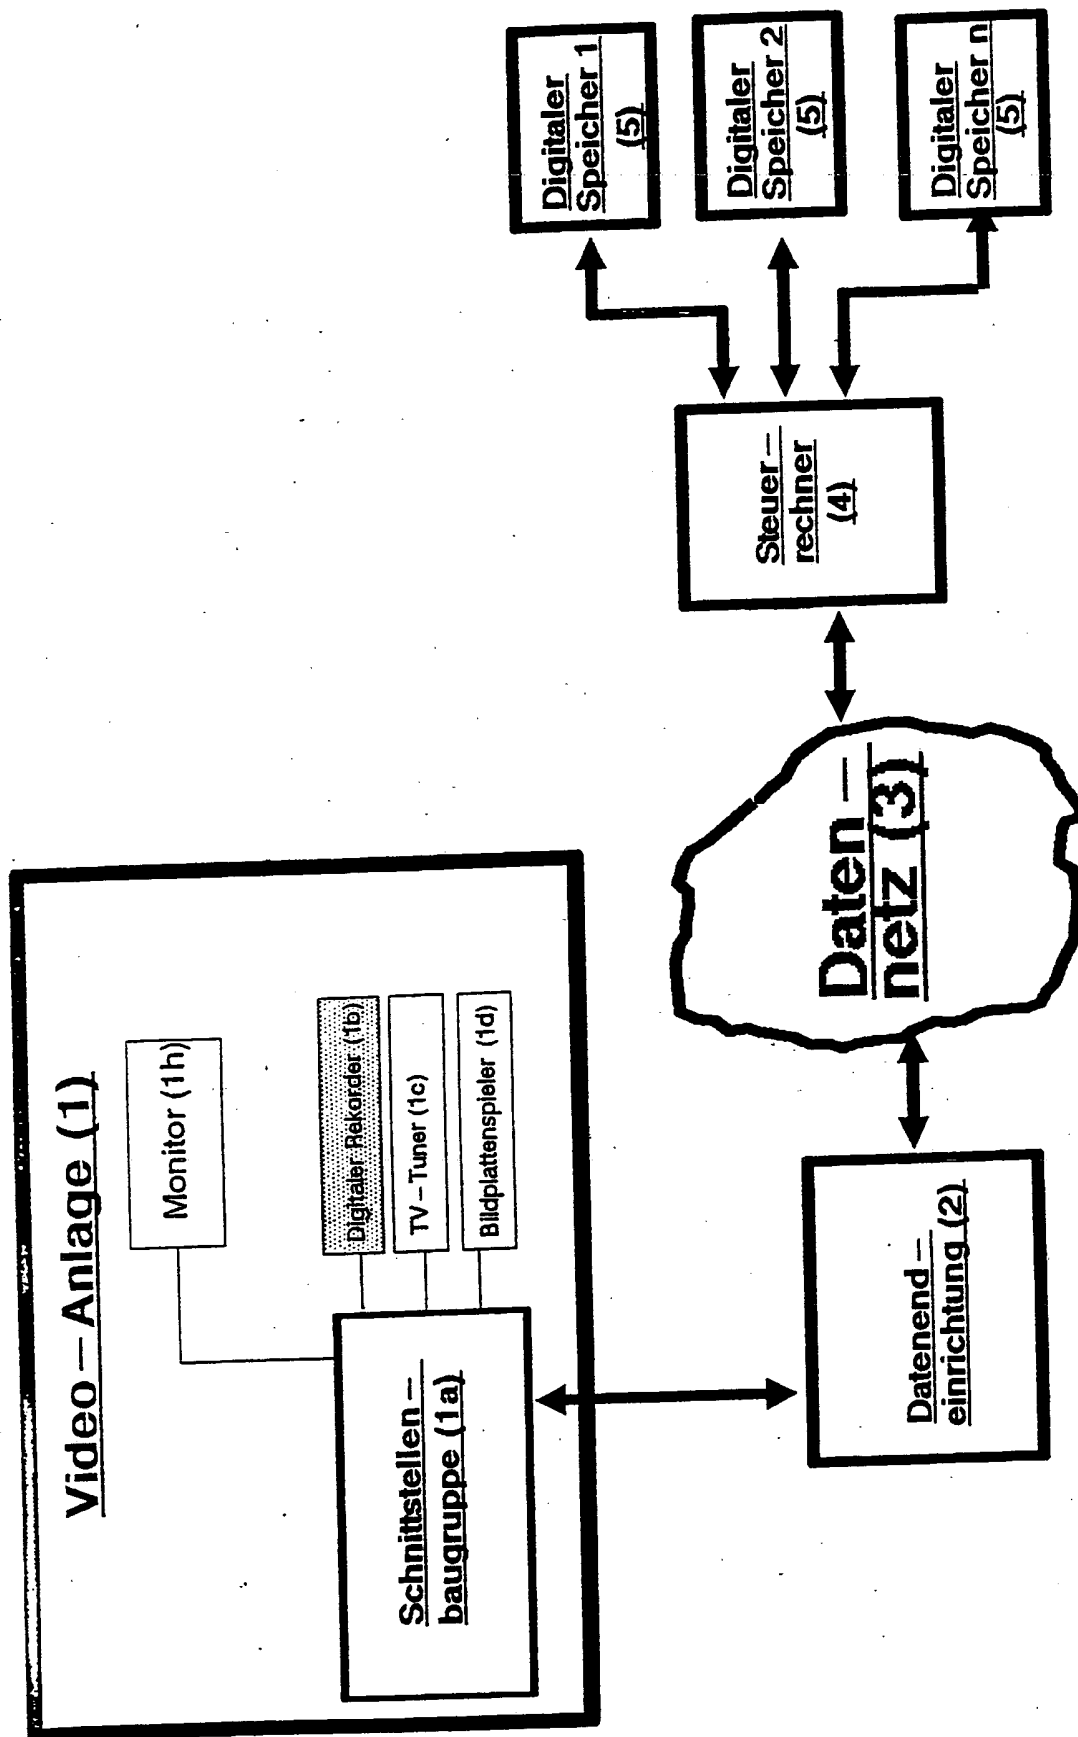 Video–Anlage (1)
Monitor (1h)
Digitaler Rekorder (1b)
TV–Tuner (1c)
Bildplattenspieler (1d)
Schnittstellen–
baugruppe (1a)
Datenend–
einrichtung (2)
Daten–
netz (3)
Steuer–
rechner
(4)
Digitaler
Speicher 1
(5)
Digitaler
Speicher 2
(5)
Digitaler
Speicher n
(5)